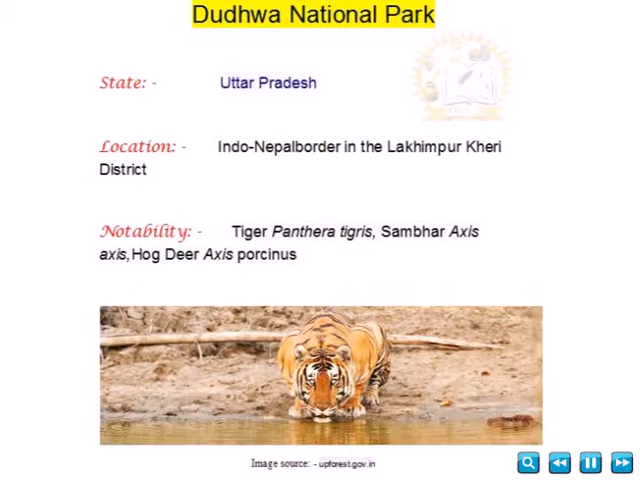 Dudhwa National Park
State: - Uttar Pradesh
Location: - Indo-Nepalborder in the Lakhimpur Kheri
District
Notability: - Tiger Panthera tigris, Sambhar Axis
axis,Hog Deer Axis porcinus
Image source: - upforest.gov.in